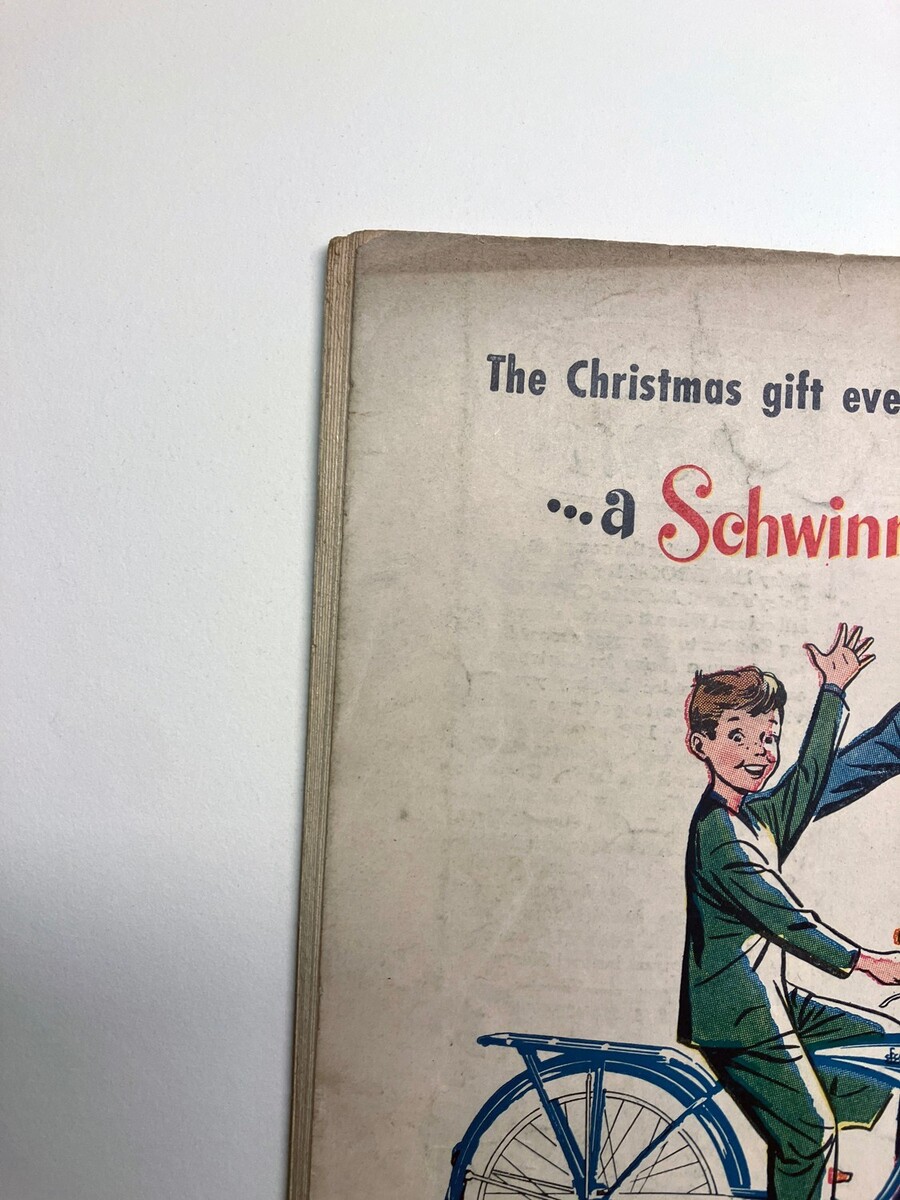 The Christmas gift eve
...a Schwinn